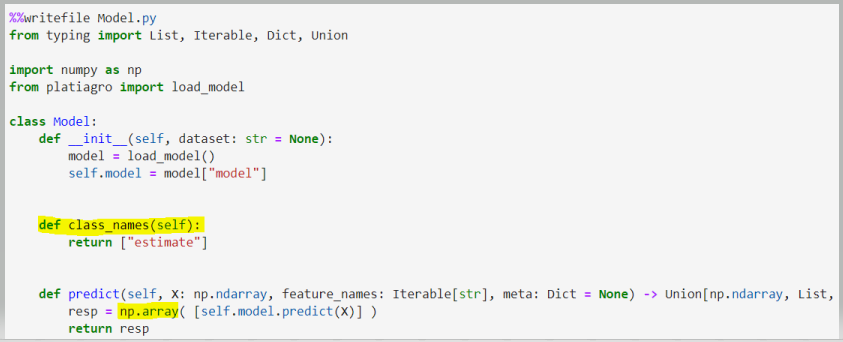 %%writefile Model.py
from typing import List, Iterable, Dict, Union
import numpy as np
from platiagro import load_model
class Model:
def __init__(self, dataset: str = None):
model = load_model()
self.model = model["model"]
def class_names(self):
return ["estimate"]
def predict(self, X: np.ndarray, feature_names: Iterable[str], meta: Dict = None) -> Union[np.ndarray, List,
resp = np.array( [self.model.predict(X)] )
return resp